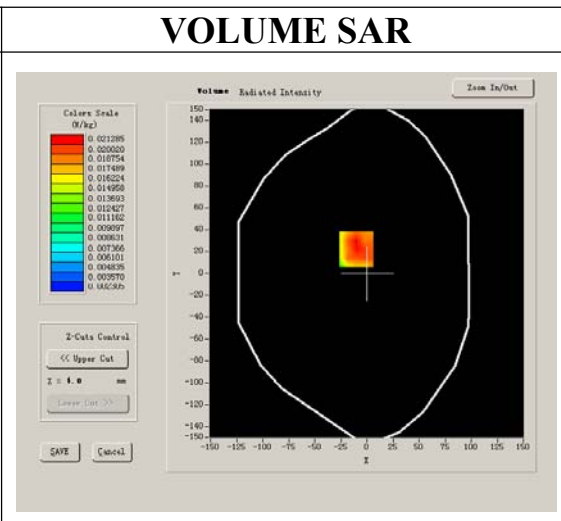 VOLUME SAR
Volume Radiated Intensity
Zoom In/Out
Colors Scale
(W/kg)
0.021285
0.020020
0.018754
0.017489
0.016224
0.014958
0.013693
0.012427
0.011162
0.009897
0.008631
0.007366
0.006101
0.004835
0.003570
0.002305
Z-Cuts Control
<< Upper Cut
Z = 4.0 mm
Lower Cut >>
SAVE
Cancel
150
140
120
100
80
60
40
20
0
-20
-40
-60
-80
-100
-120
-140
-150
Y
-150 -125 -100 -75 -50 -25 0 25 50 75 100 125 150
X